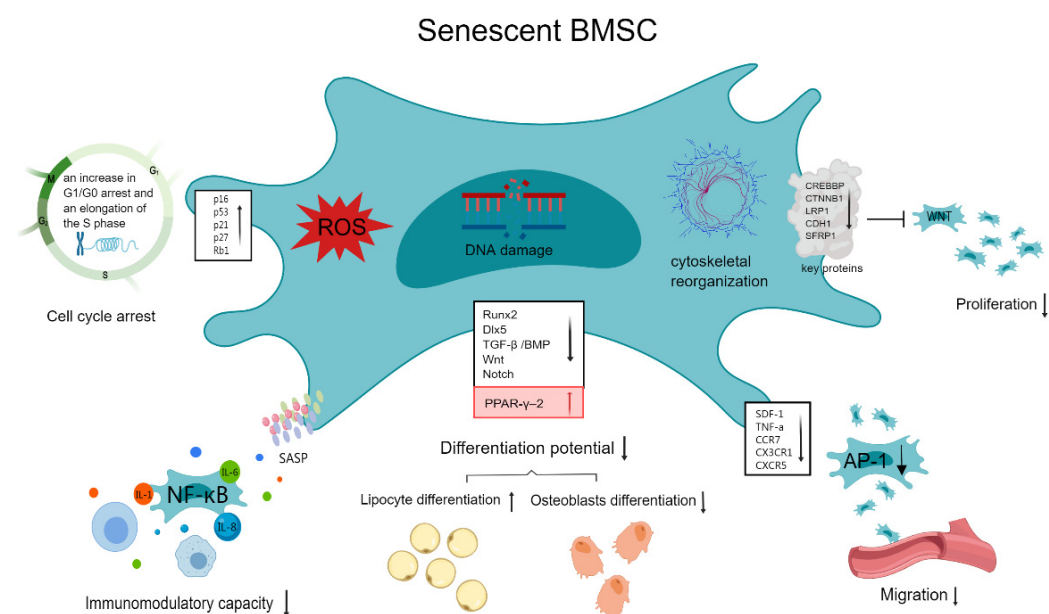 Senescent BMSC
M
G₁
G₂
S
an increase in
G1/G0 arrest and
an elongation of
the S phase
Cell cycle arrest
p16
p53
p21
p27
Rb1
ROS
DNA damage
cytoskeletal
reorganization
CREBBP
CTNNB1
LRP1
CDH1
SFRP1
key proteins
WNT
Proliferation ↓
Runx2
Dlx5
TGF-β /BMP
Wnt
Notch
PPAR-γ–2
Differentiation potential ↓
Lipocyte differentiation ↑
Osteoblasts differentiation ↓
SASP
IL-6
IL-1
NF-κB
IL-8
Immunomodulatory capacity ↓
SDF-1
TNF-a
CCR7
CX3CR1
CXCR5
AP-1
Migration ↓